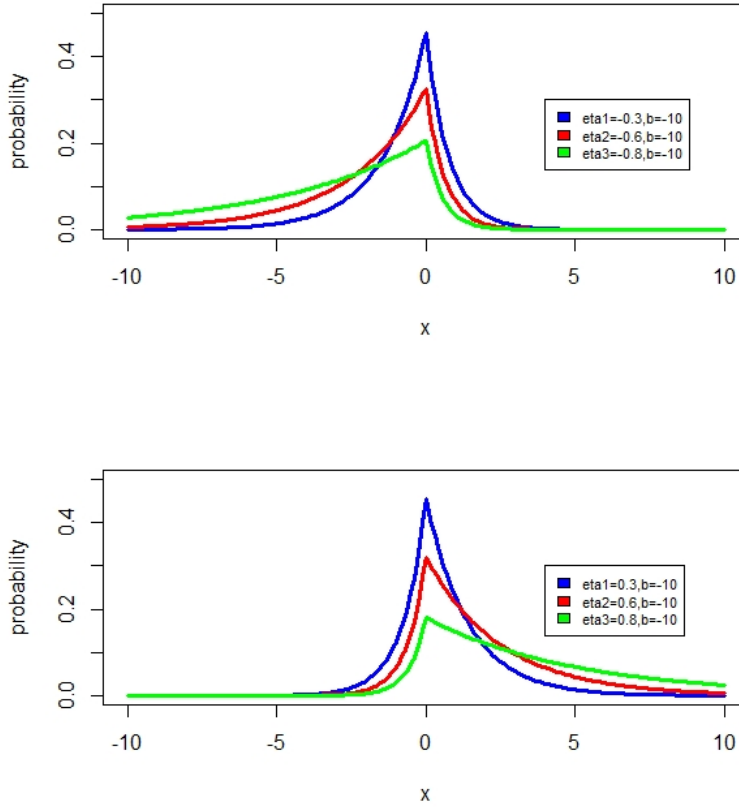 probability
0.4
0.2
0.0
eta1=-0.3,b=-10
eta2=-0.6,b=-10
eta3=-0.8,b=-10
-10 -5 0 5 10
x
probability
0.4
0.2
0.0
eta1=0.3,b=-10
eta2=0.6,b=-10
eta3=0.8,b=-10
-10 -5 0 5 10
x